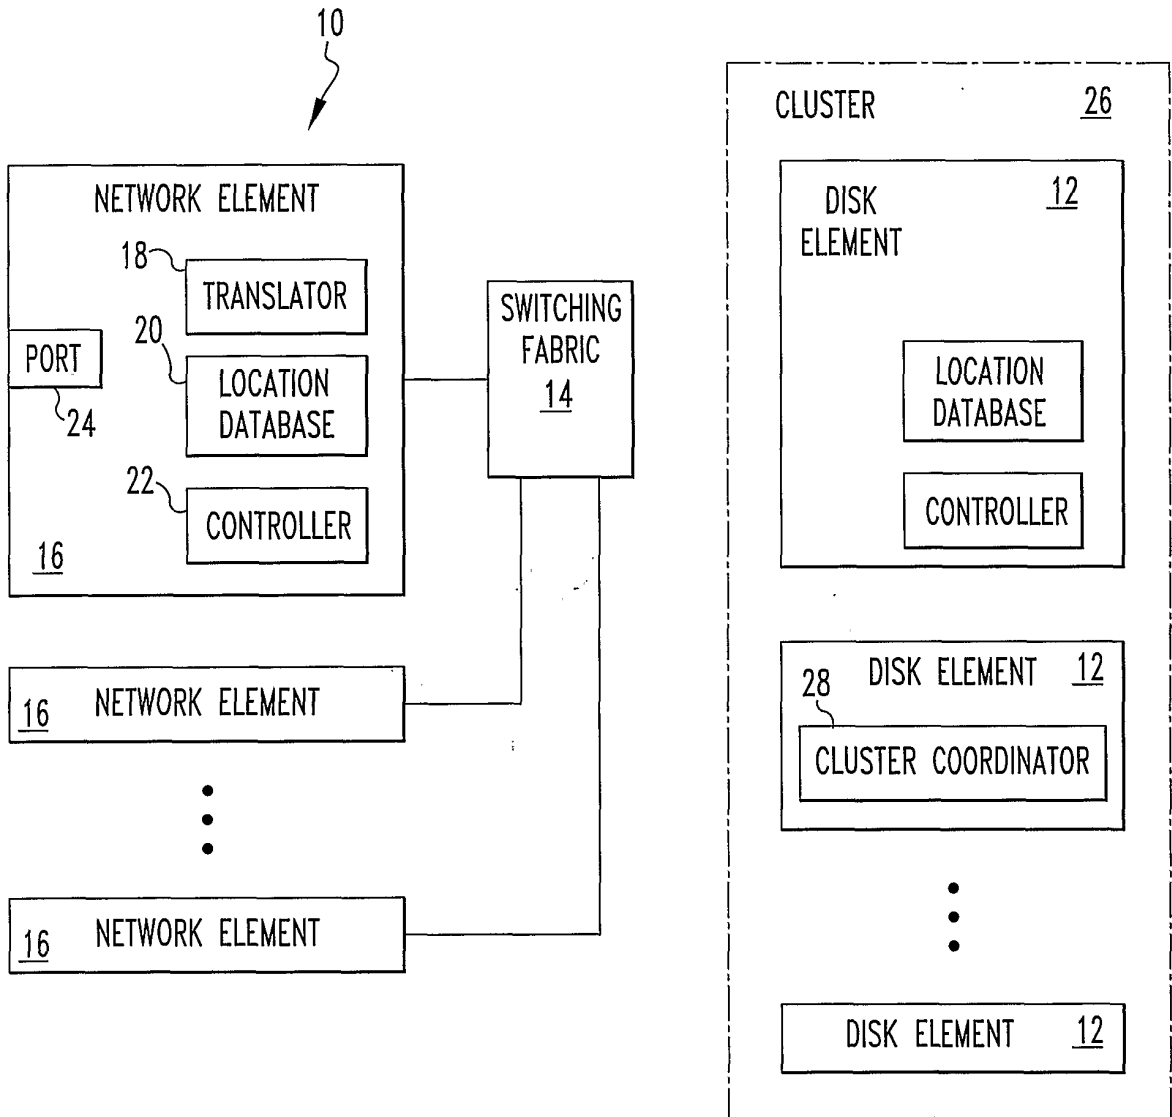 10
NETWORK ELEMENT
18
TRANSLATOR
20
LOCATION
DATABASE
PORT
24
22
CONTROLLER
16
SWITCHING
FABRIC
14
16
NETWORK ELEMENT
16
NETWORK ELEMENT
CLUSTER
26
DISK
ELEMENT
12
LOCATION
DATABASE
CONTROLLER
DISK ELEMENT
12
28
CLUSTER COORDINATOR
DISK ELEMENT
12